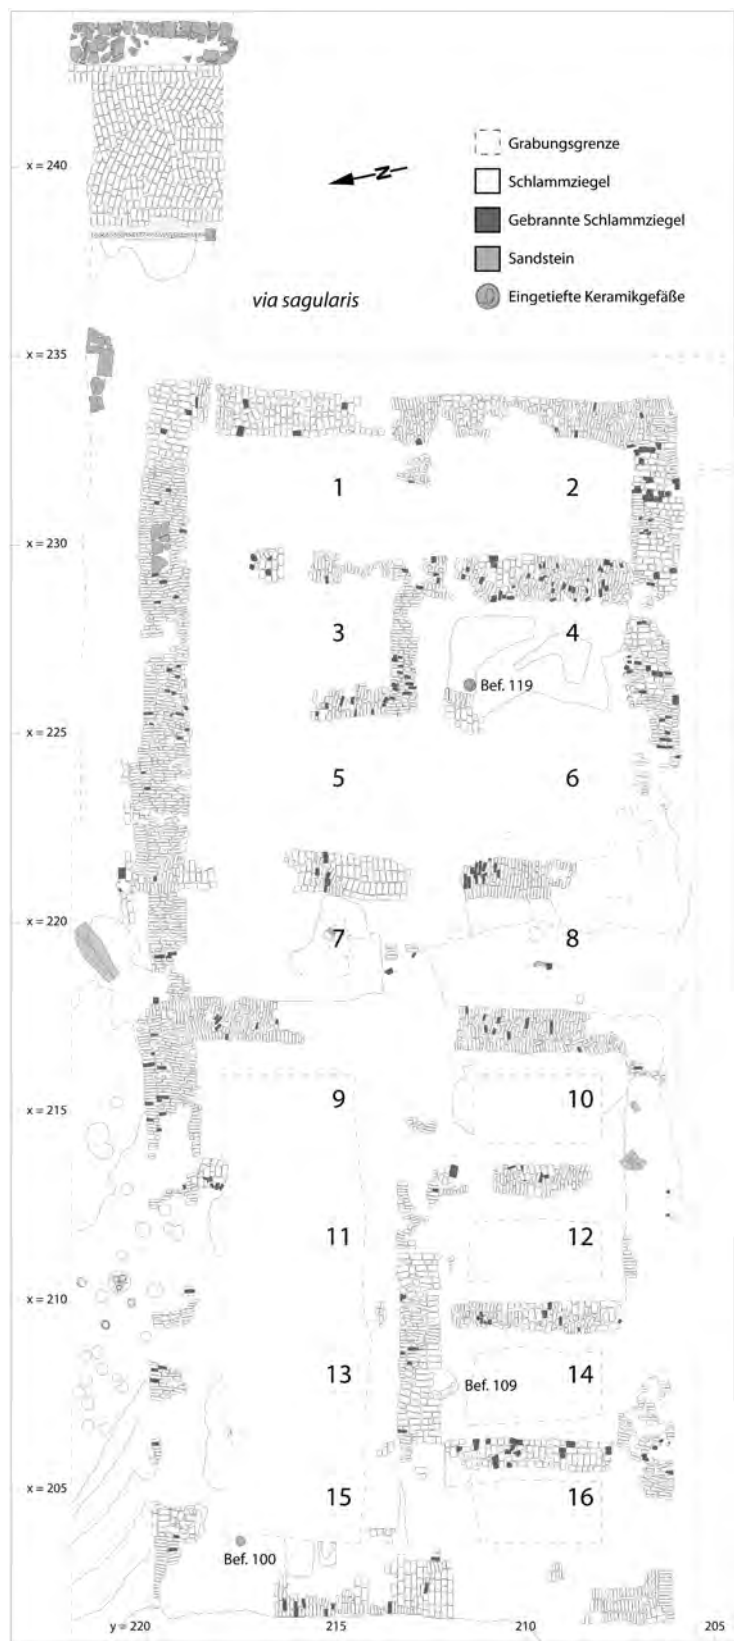 x = 240
N
Grabungsgrenze
Schlammziegel
Gebrannte Schlammziegel
Sandstein
Eingetiefte Keramikgefäße
via sagularis
x = 235
1 2
x = 230
3 4
Bef. 119
x = 225
5 6
x = 220
7 8
x = 215
9 10
11 12
x = 210
13 14
Bef. 109
x = 205
15 16
Bef. 100
y = 220 215 210 205